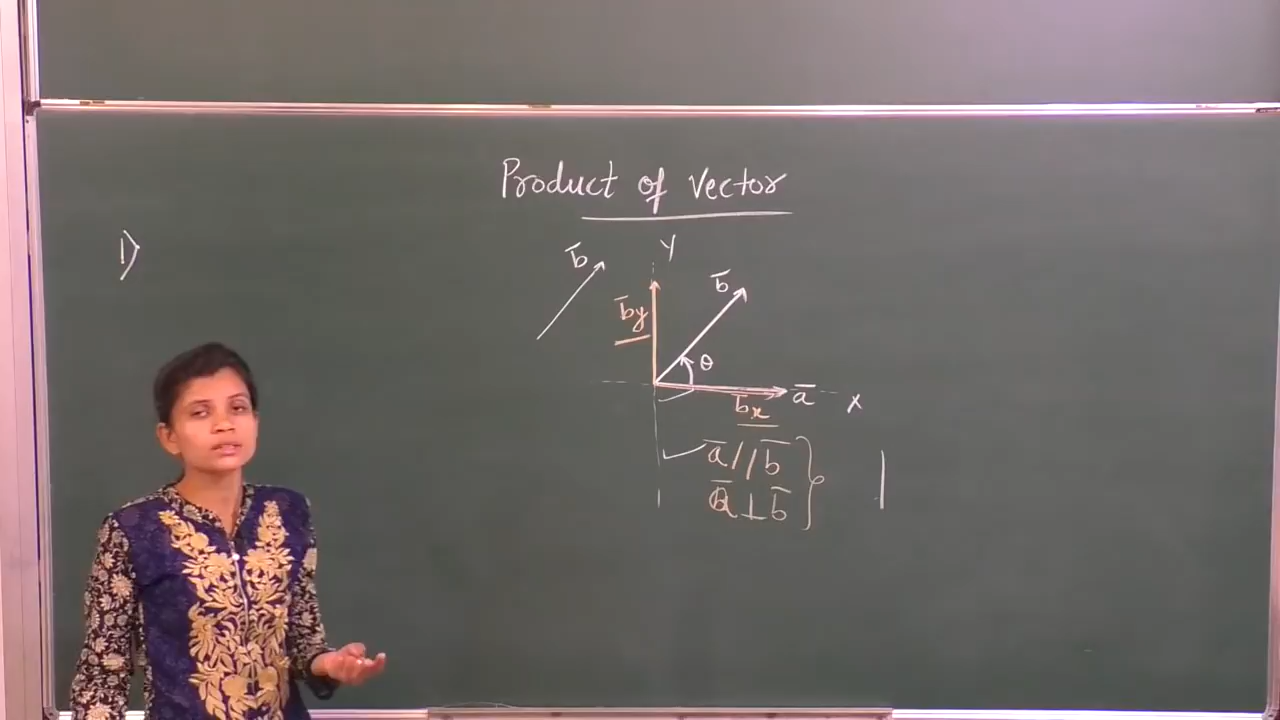 Product of Vector
1)
b̅
y
b̅
b̅y
θ
a̅
x
b̅x
a̅ // b̅
a̅ ⊥ b̅